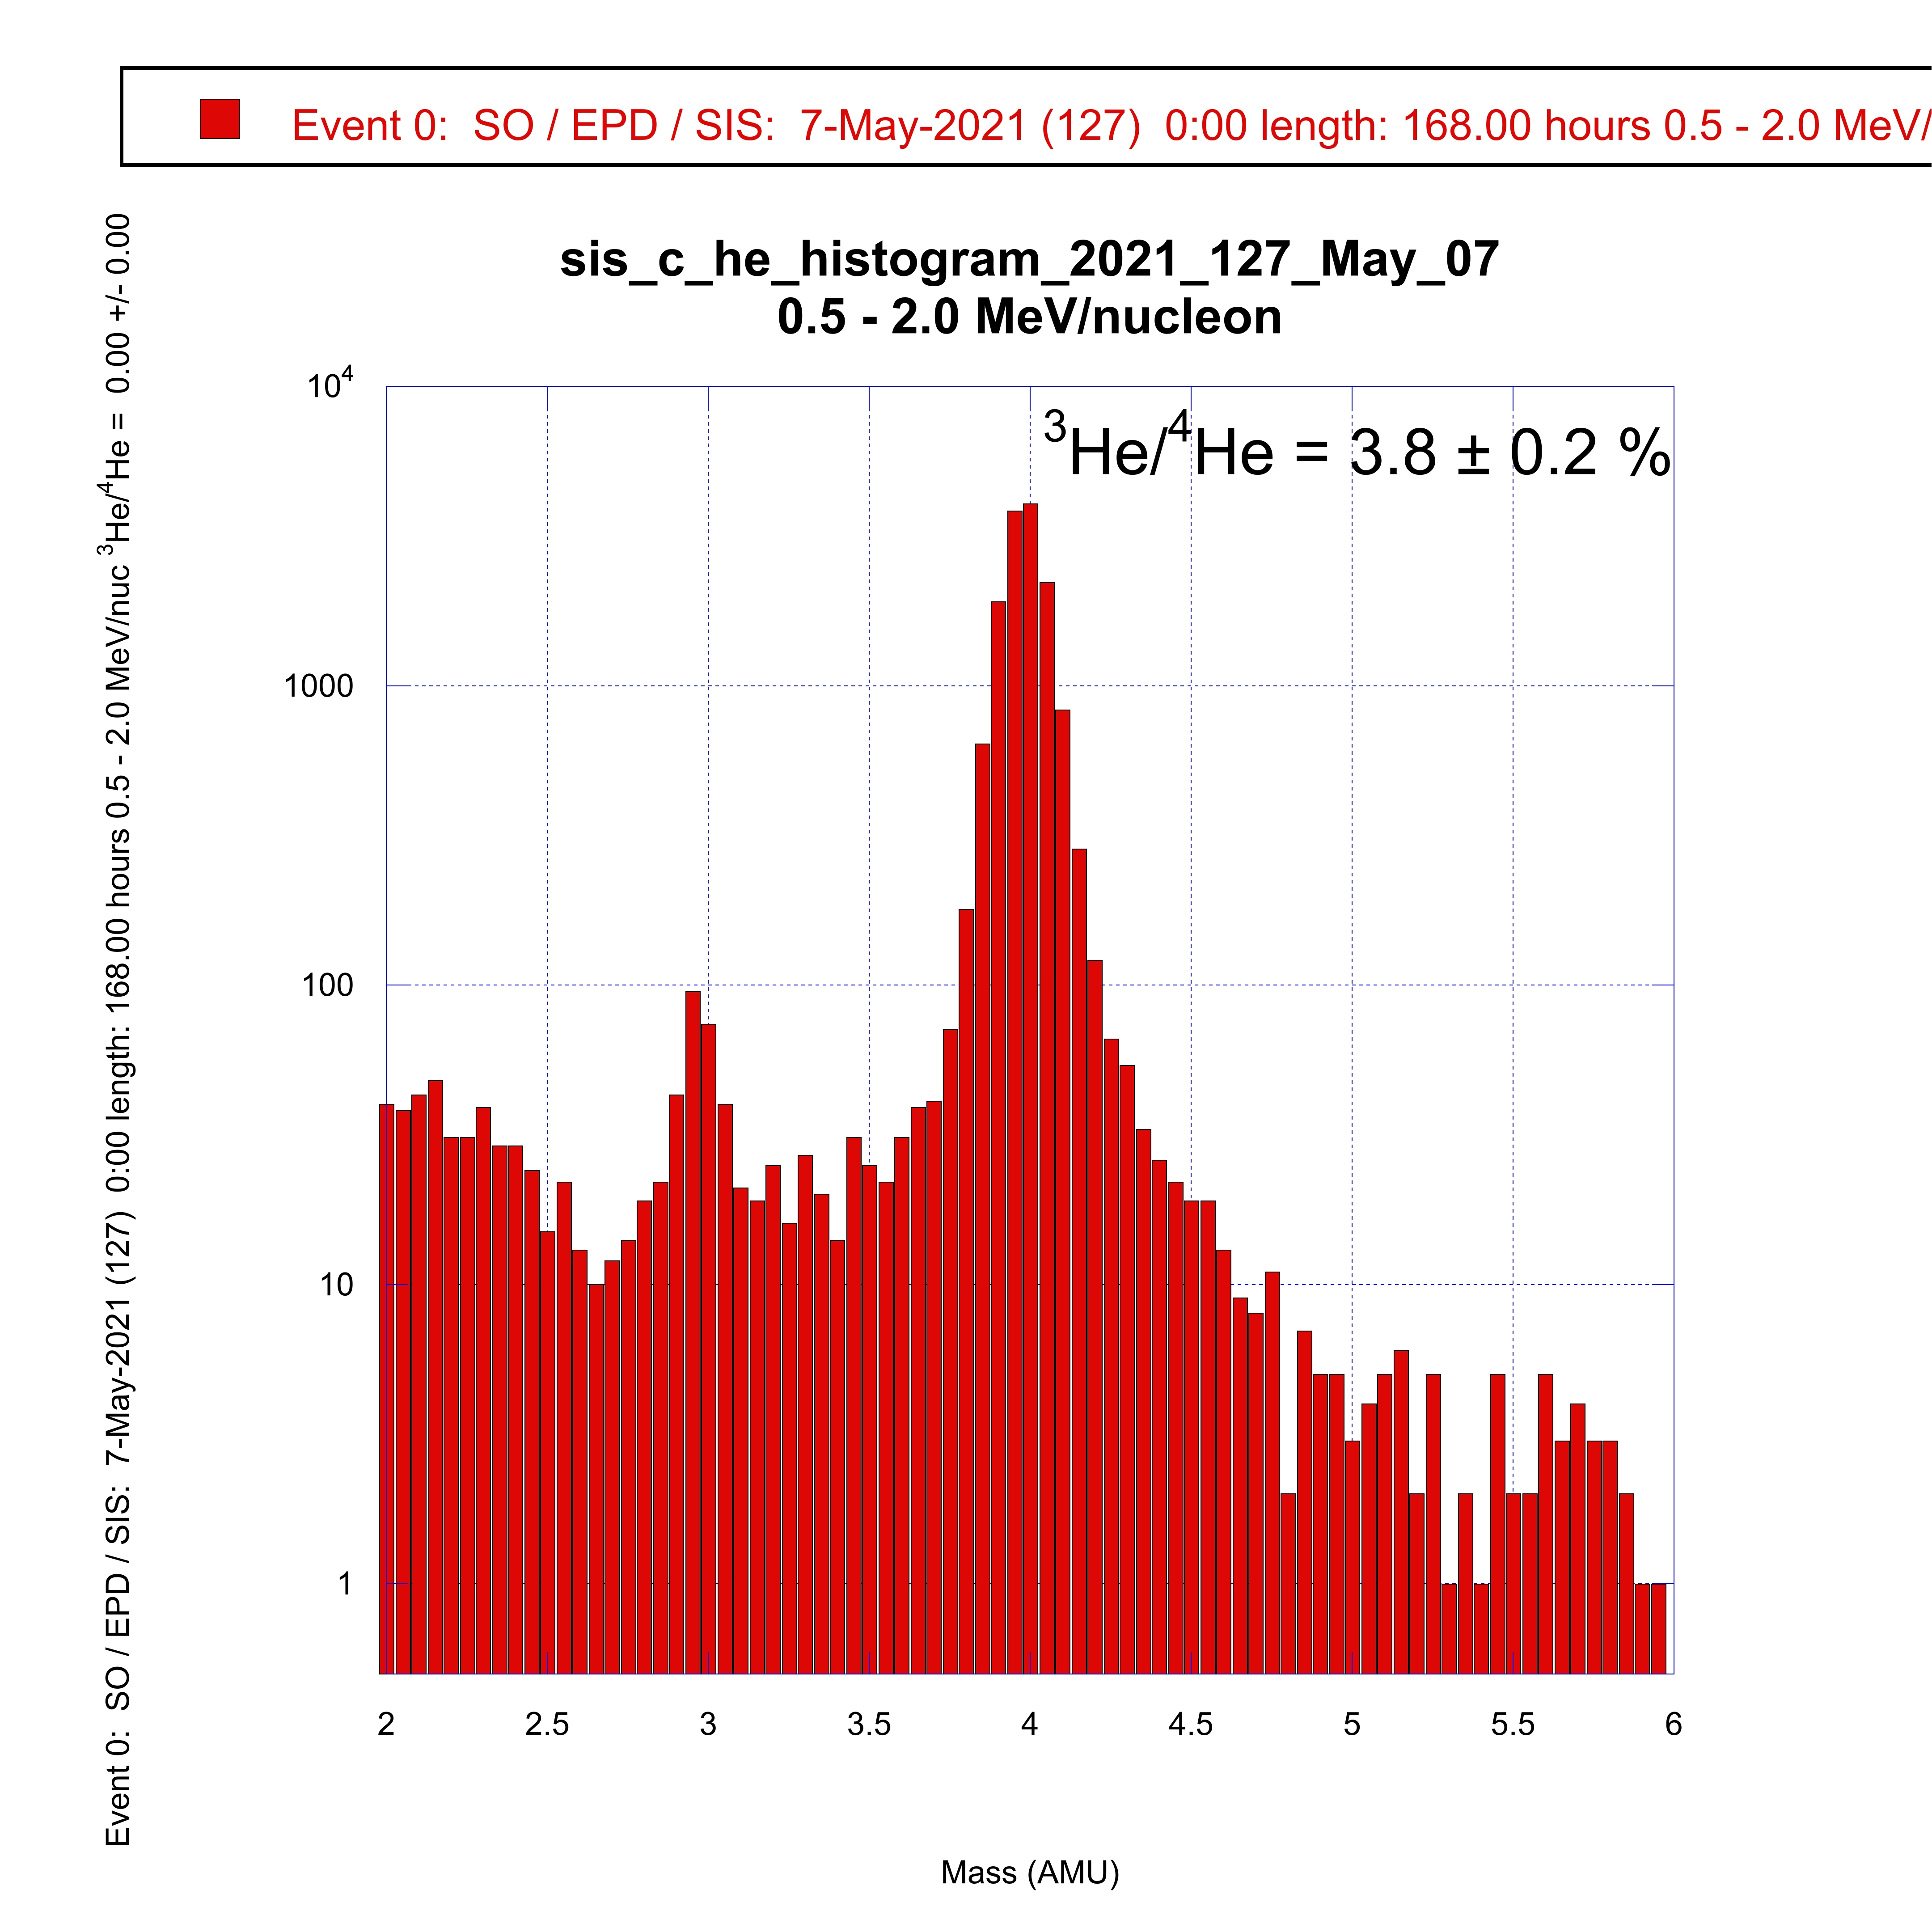 Event 0:  SO / EPD / SIS:  7-May-2021 (127)  0:00 length: 168.00 hours 0.5 - 2.0 MeV/
sis_c_he_histogram_2021_127_May_07
0.5 - 2.0 MeV/nucleon
Event 0:  SO / EPD / SIS:  7-May-2021 (127)  0:00 length: 168.00 hours 0.5 - 2.0 MeV/nuc ³He/⁴He =  0.00 +/- 0.00
³He/⁴He = 3.8 ± 0.2 %
10⁴
1000
100
10
1
2 2.5 3 3.5 4 4.5 5 5.5 6
Mass (AMU)